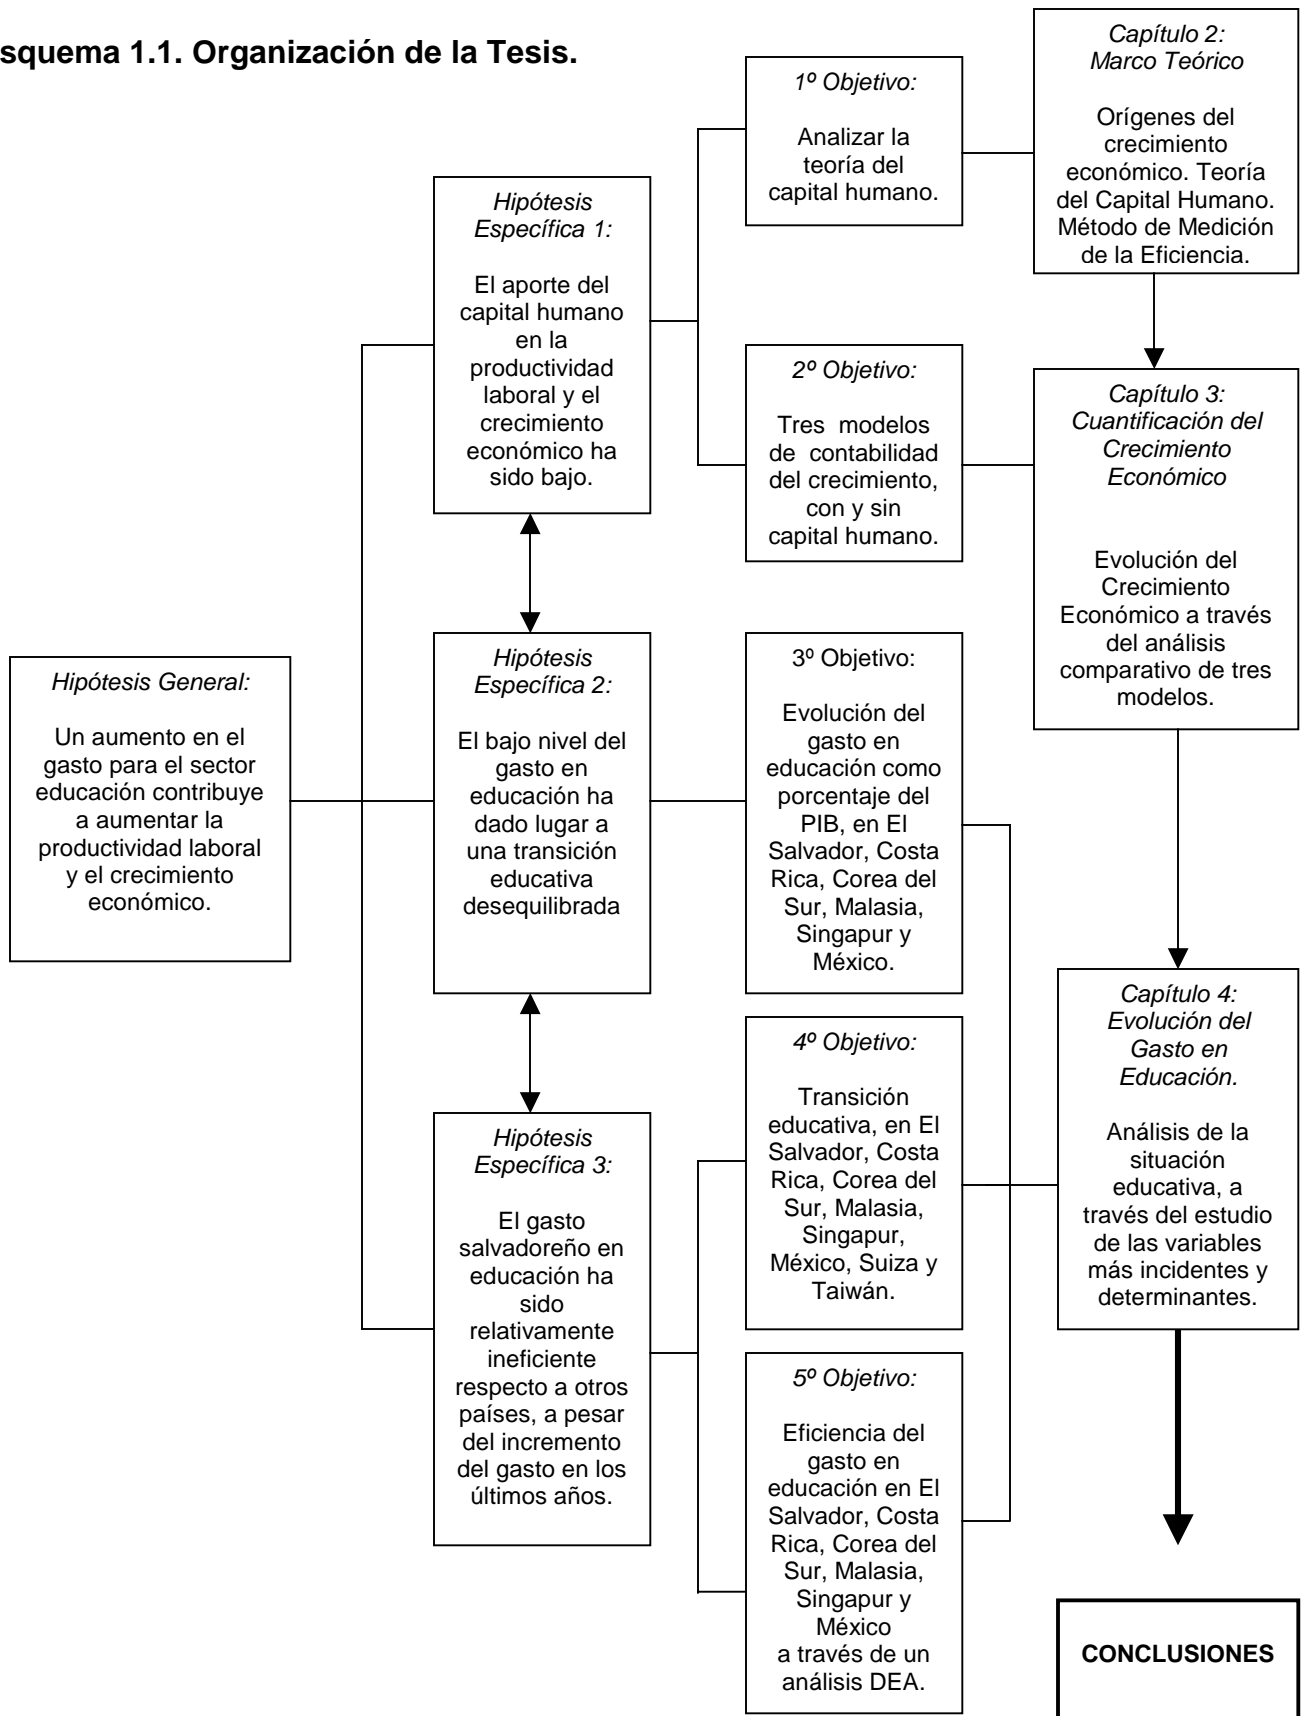 squema 1.1. Organización de la Tesis.
Hipótesis General:
Un aumento en el
gasto para el sector
educación contribuye
a aumentar la
productividad laboral
y el crecimiento
económico.
Hipótesis
Específica 1:
El aporte del
capital humano
en la
productividad
laboral y el
crecimiento
económico ha
sido bajo.
Hipótesis
Específica 2:
El bajo nivel del
gasto en
educación ha
dado lugar a
una transición
educativa
desequilibrada
Hipótesis
Específica 3:
El gasto
salvadoreño en
educación ha
sido
relativamente
ineficiente
respecto a otros
países, a pesar
del incremento
del gasto en los
últimos años.
1º Objetivo:
Analizar la
teoría del
capital humano.
2º Objetivo:
Tres modelos
de contabilidad
del crecimiento,
con y sin
capital humano.
3º Objetivo:
Evolución del
gasto en
educación como
porcentaje del
PIB, en El
Salvador, Costa
Rica, Corea del
Sur, Malasia,
Singapur y
México.
4º Objetivo:
Transición
educativa, en El
Salvador, Costa
Rica, Corea del
Sur, Malasia,
Singapur,
México, Suiza y
Taiwán.
5º Objetivo:
Eficiencia del
gasto en
educación en El
Salvador, Costa
Rica, Corea del
Sur, Malasia,
Singapur y
México
a través de un
análisis DEA.
Capítulo 2:
Marco Teórico
Orígenes del
crecimiento
económico. Teoría
del Capital Humano.
Método de Medición
de la Eficiencia.
Capítulo 3:
Cuantificación del
Crecimiento
Económico
Evolución del
Crecimiento
Económico a través
del análisis
comparativo de tres
modelos.
Capítulo 4:
Evolución del
Gasto en
Educación.
Análisis de la
situación
educativa, a
través del estudio
de las variables
más incidentes y
determinantes.
CONCLUSIONES